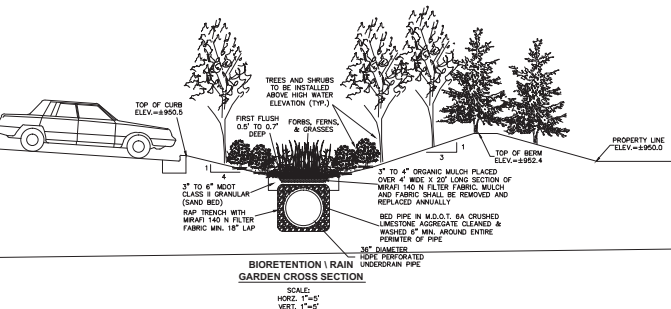 TREES AND SHRUBS
TO BE INSTALLED
ABOVE HIGH WATER
ELEVATION (TYP.)
TOP OF CURB
ELEV.=±950.5
FIRST FLUSH
0.5' TO 0.7'
DEEP
FORBS, FERNS,
& GRASSES
PROPERTY LINE
ELEV.=±950.0
TOP OF BERM
ELEV.=±952.4
1
4
1
3
3" TO 6" MDOT
CLASS II GRANULAR
(SAND BED)
RAP TRENCH WITH
MIRAFI 140 N FILTER
FABRIC MIN. 18" LAP
3" TO 4" ORGANIC MULCH PLACED
OVER 4' WIDE X 20' LONG SECTION OF
MIRAFI 140 N FILTER FABRIC. MULCH
AND FABRIC SHALL BE REMOVED AND
REPLACED ANNUALLY
BED PIPE IN M.D.O.T. 6A CRUSHED
LIMESTONE AGGREGATE CLEANED &
WASHED 6" MIN. AROUND ENTIRE
PERIMTER OF PIPE
36" DIAMETER
HDPE PERFORATED
UNDERDRAIN PIPE
BIORETENTION \ RAIN
GARDEN CROSS SECTION
SCALE:
HORZ. 1"=5'
VERT. 1"=5'